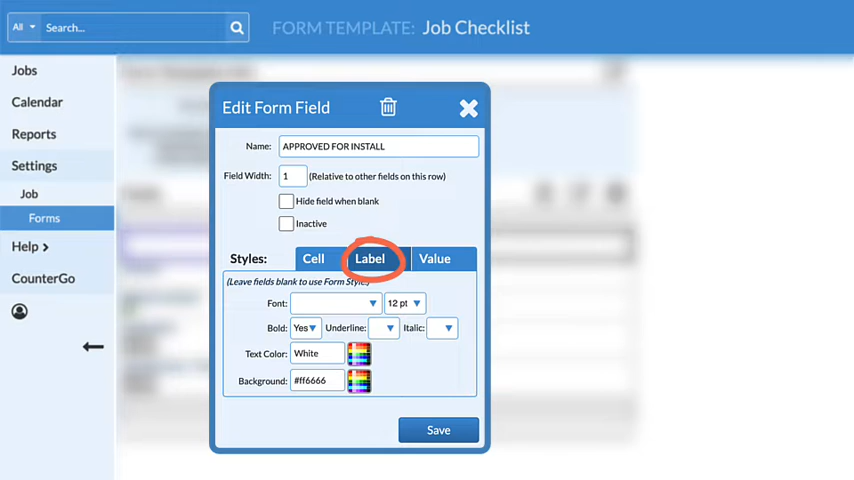 All Search... FORM TEMPLATE: Job Checklist
Jobs
Calendar
Reports
Settings
Job
Forms
Help
CounterGo
Edit Form Field
Name: APPROVED FOR INSTALL
Field Width: 1 (Relative to other fields on this row)
Hide field when blank
Inactive
Styles: Cell Label Value
(Leave fields blank to use Form Style.)
Font: 12 pt
Bold: Yes Underline: Italic:
Text Color: White
Background: #ff6666
Save